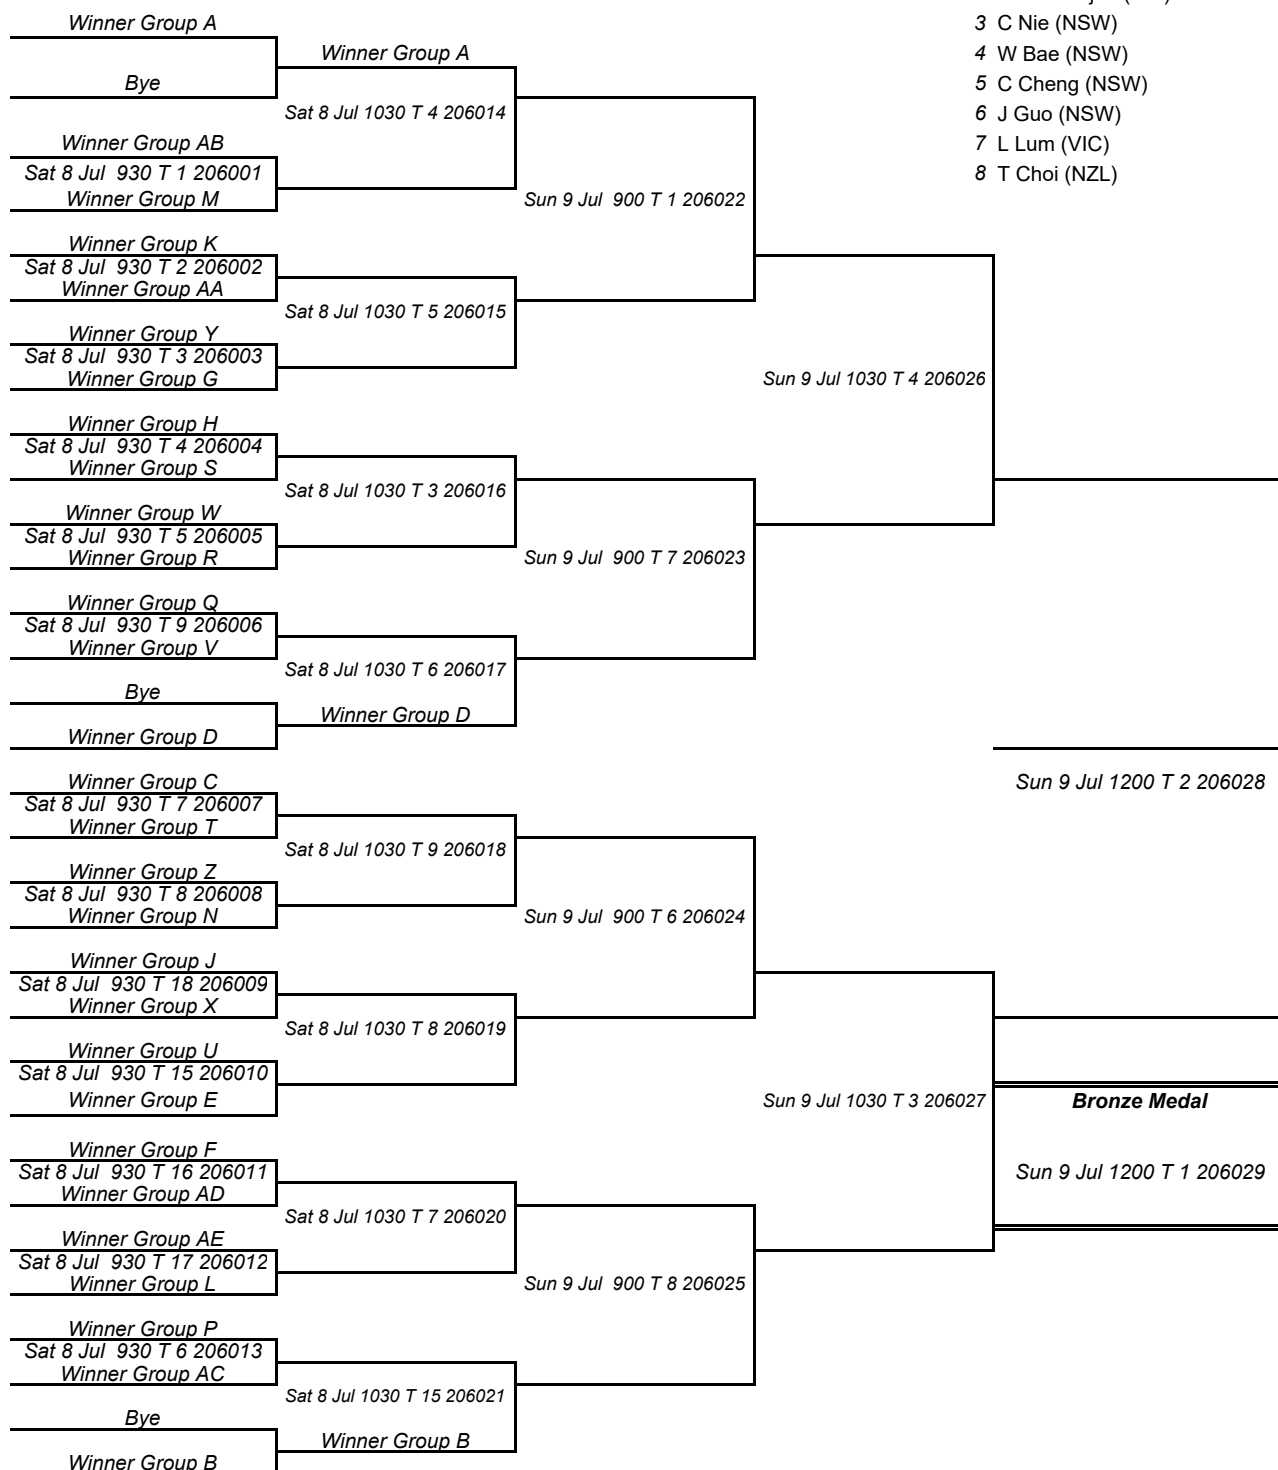 3 C Nie (NSW)
4 W Bae (NSW)
5 C Cheng (NSW)
6 J Guo (NSW)
7 L Lum (VIC)
8 T Choi (NZL)
Winner Group A
Winner Group A
Bye
Sat 8 Jul 1030 T 4 206014
Winner Group AB
Sat 8 Jul 930 T 1 206001
Winner Group M
Sun 9 Jul 900 T 1 206022
Winner Group K
Sat 8 Jul 930 T 2 206002
Winner Group AA
Sat 8 Jul 1030 T 5 206015
Winner Group Y
Sat 8 Jul 930 T 3 206003
Winner Group G
Sun 9 Jul 1030 T 4 206026
Winner Group H
Sat 8 Jul 930 T 4 206004
Winner Group S
Sat 8 Jul 1030 T 3 206016
Winner Group W
Sat 8 Jul 930 T 5 206005
Winner Group R
Sun 9 Jul 900 T 7 206023
Winner Group Q
Sat 8 Jul 930 T 9 206006
Winner Group V
Sat 8 Jul 1030 T 6 206017
Bye
Winner Group D
Winner Group D
Winner Group C
Sun 9 Jul 1200 T 2 206028
Sat 8 Jul 930 T 7 206007
Winner Group T
Sat 8 Jul 1030 T 9 206018
Winner Group Z
Sat 8 Jul 930 T 8 206008
Winner Group N
Sun 9 Jul 900 T 6 206024
Winner Group J
Sat 8 Jul 930 T 18 206009
Winner Group X
Sat 8 Jul 1030 T 8 206019
Winner Group U
Sat 8 Jul 930 T 15 206010
Winner Group E
Sun 9 Jul 1030 T 3 206027
Bronze Medal
Winner Group F
Sat 8 Jul 930 T 16 206011
Sun 9 Jul 1200 T 1 206029
Winner Group AD
Sat 8 Jul 1030 T 7 206020
Winner Group AE
Sat 8 Jul 930 T 17 206012
Winner Group L
Sun 9 Jul 900 T 8 206025
Winner Group P
Sat 8 Jul 930 T 6 206013
Winner Group AC
Sat 8 Jul 1030 T 15 206021
Bye
Winner Group B
Winner Group B